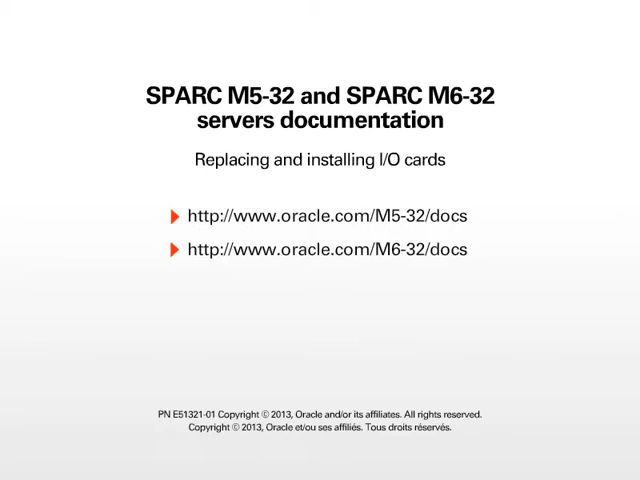 SPARC M5-32 and SPARC M6-32
servers documentation
Replacing and installing I/O cards
http://www.oracle.com/M5-32/docs
http://www.oracle.com/M6-32/docs
PN E51321-01 Copyright © 2013, Oracle and/or its affiliates. All rights reserved.
Copyright © 2013, Oracle et/ou ses affiliés. Tous droits réservés.